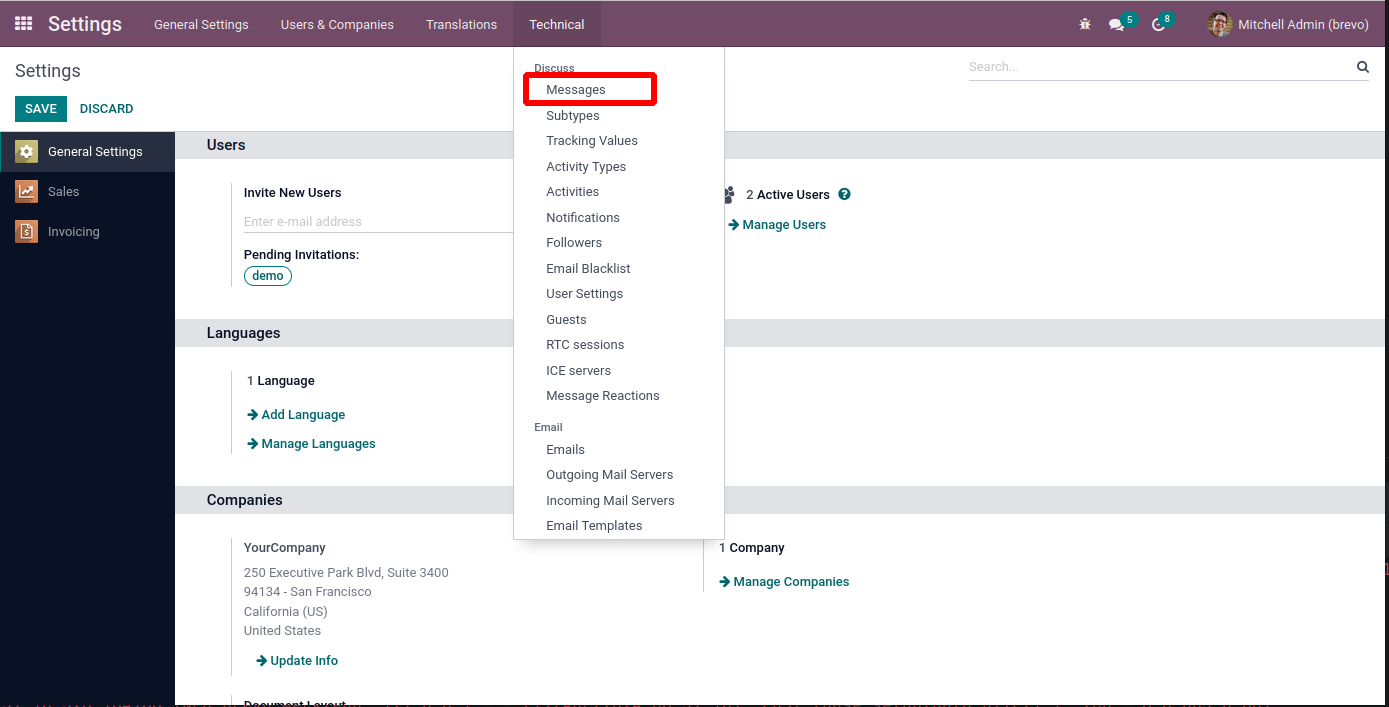 Settings General Settings Users & Companies Translations Technical 5 8 Mitchell Admin (brevo)
Settings
Search...
SAVE DISCARD
General Settings
Sales
Invoicing
Discuss
Messages
Subtypes
Tracking Values
Activity Types
Activities
Notifications
Followers
Email Blacklist
User Settings
Guests
RTC sessions
ICE servers
Message Reactions
Email
Emails
Outgoing Mail Servers
Incoming Mail Servers
Email Templates
Users
Invite New Users
Enter e-mail address
Pending Invitations:
demo
2 Active Users ?
Manage Users
Languages
1 Language
Add Language
Manage Languages
Companies
YourCompany
250 Executive Park Blvd, Suite 3400
94134 - San Francisco
California (US)
United States
Update Info
1 Company
Manage Companies
Document Layout